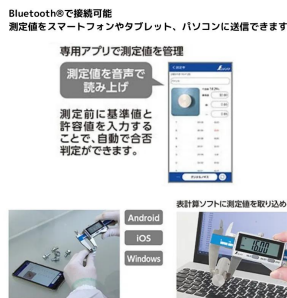 Bluetooth®で接続可能
測定値をスマートフォンやタブレット、パソコンに送信できます
専用アプリで測定値を管理
測定値を音声で
読み上げ
測定前に基準値と
許容値を入力する
ことで、自動で合否
判定ができます。
表計算ソフトに測定値を取り込め
Android
iOS
Windows